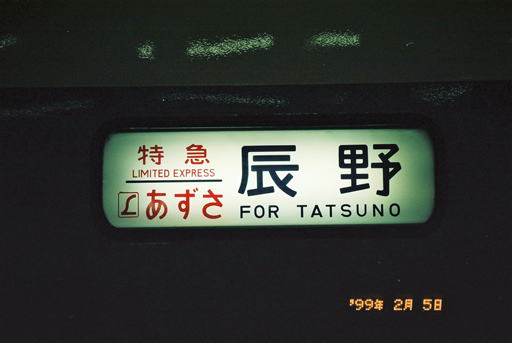 特急
LIMITED EXPRESS
L あずさ
辰野
FOR TATSUNO
'99年 2月 5日